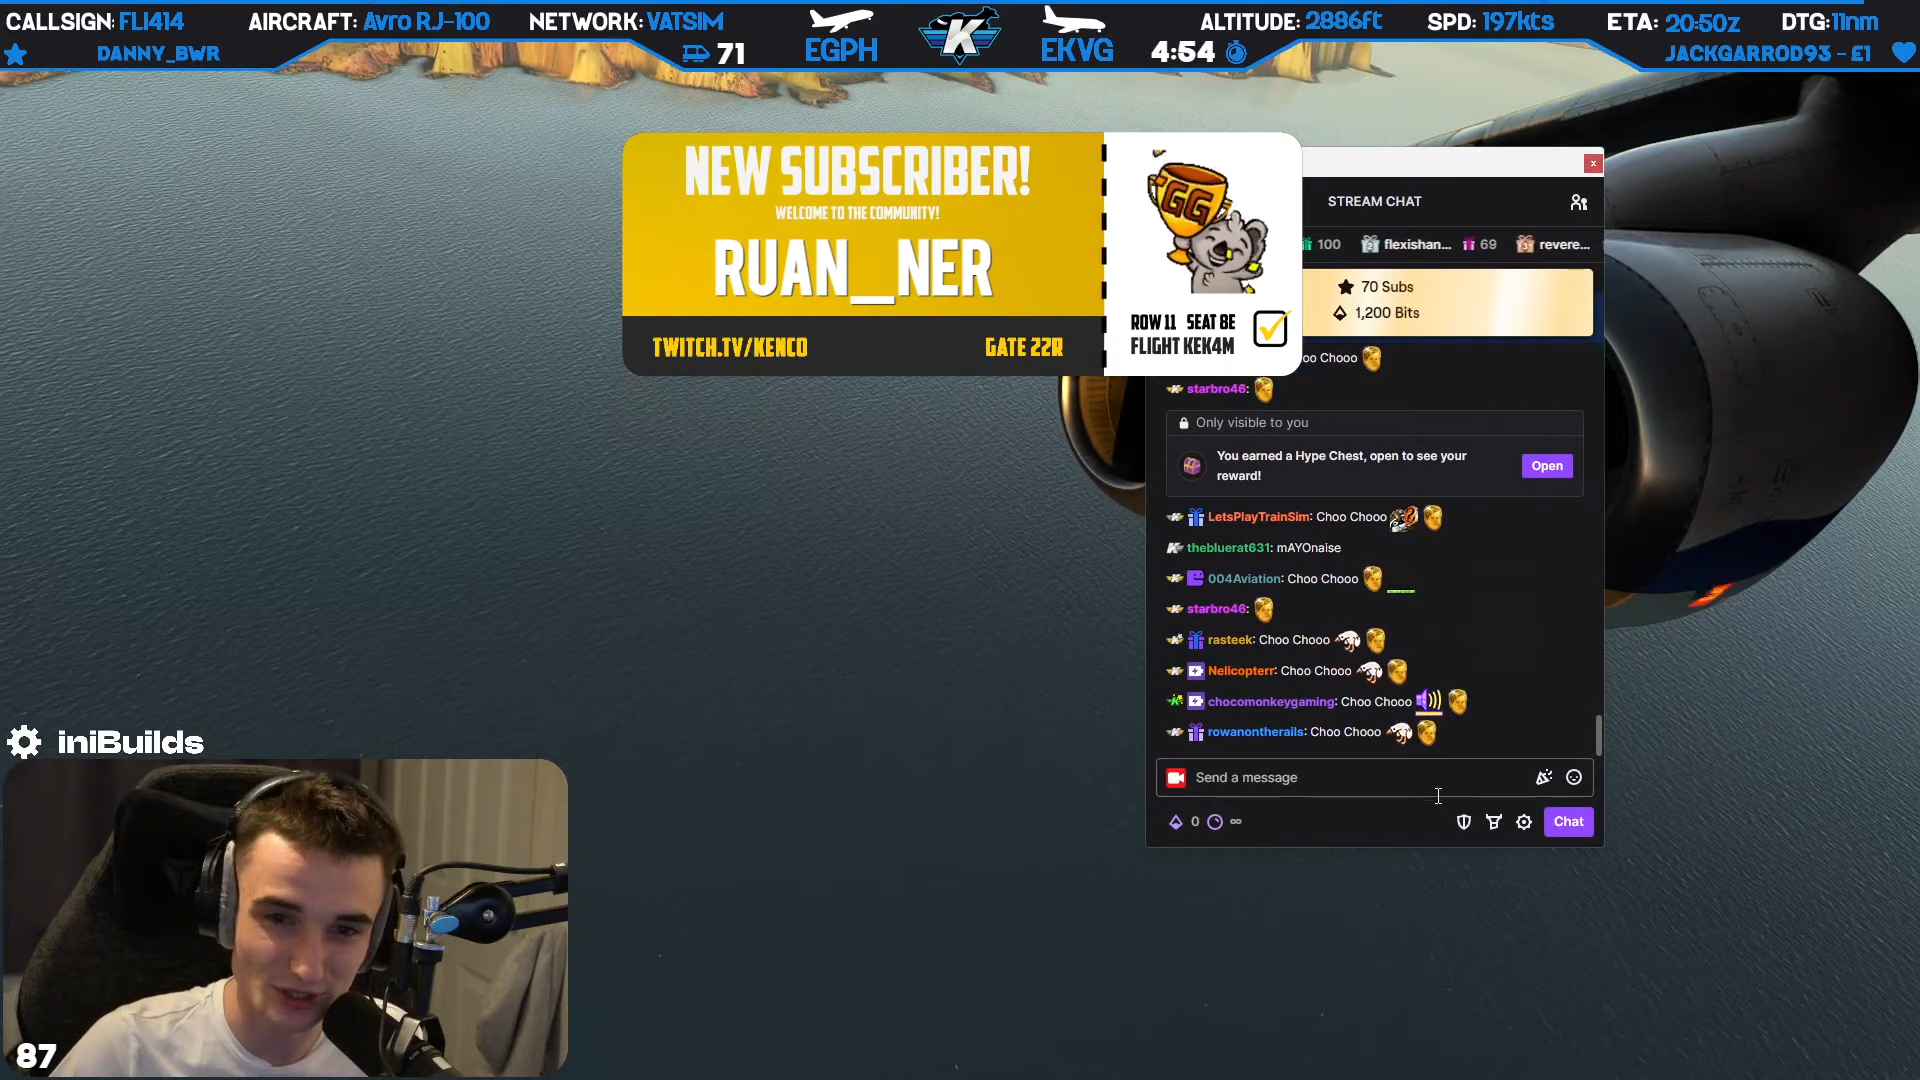 CALLSIGN: FLI414
AIRCRAFT: Avro RJ-100
NETWORK: VATSIM
ALTITUDE: 2886ft
SPD: 197kts
ETA: 20:50z
DTG: 11nm
DANNY_BWR
71
EGPH
K
EKVG
4:54
JACKGARROD93 - £1
NEW SUBSCRIBER!
WELCOME TO THE COMMUNITY!
RUAN__NER
TWITCH.TV/KENCO
GATE 22R
GG
ROW 11 SEAT 8E
FLIGHT KEK4M
x
STREAM CHAT
100
flexishan...
69
revere...
70 Subs
1,200 Bits
oo Chooo
starbro46:
Only visible to you
You earned a Hype Chest, open to see your
reward!
Open
LetsPlayTrainSim: Choo Chooo
thebluerat631: mAYOnaise
004Aviation: Choo Chooo
starbro46:
rasteek: Choo Chooo
Nelicopterr: Choo Chooo
chocomonkeygaming: Choo Chooo
rowanontherails: Choo Chooo
Send a message
0
∞
Chat
iniBuilds
87